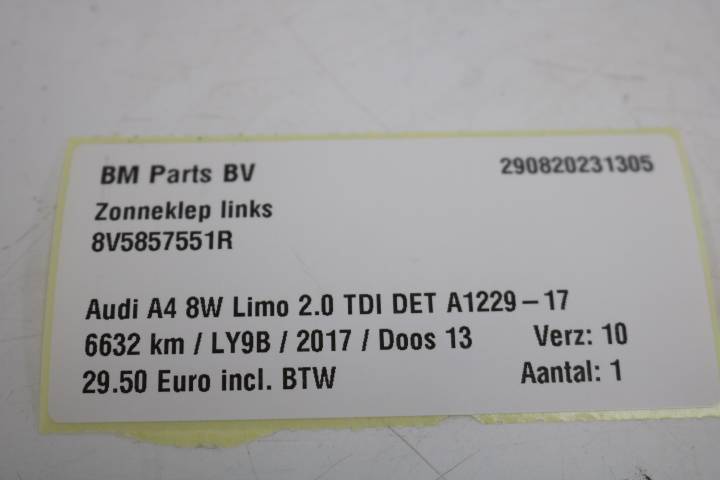 BM Parts BV 290820231305
Zonneklep links
8V5857551R
Audi A4 8W Limo 2.0 TDI DET A1229 – 17
6632 km / LY9B / 2017 / Doos 13 Verz: 10
29.50 Euro incl. BTW Aantal: 1